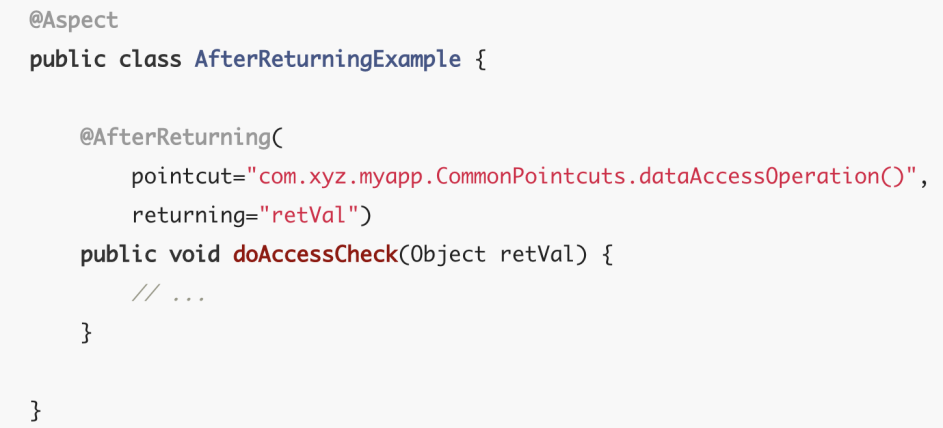 @Aspect
public class AfterReturningExample {
@AfterReturning(
pointcut="com.xyz.myapp.CommonPointcuts.dataAccessOperation()",
returning="retVal")
public void doAccessCheck(Object retVal) {
// ...
}
}